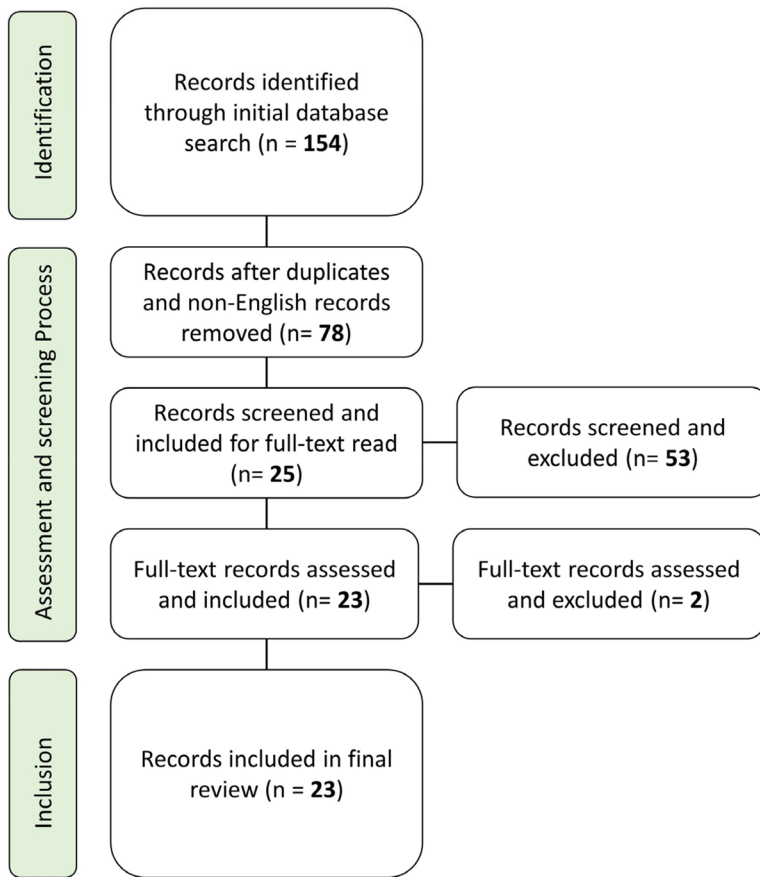 Identification
Records identified
through initial database
search (n = 154)
Assessment and screening Process
Records after duplicates
and non-English records
removed (n= 78)
Records screened and
included for full-text read
(n= 25)
Records screened and
excluded (n= 53)
Full-text records assessed
and included (n= 23)
Full-text records assessed
and excluded (n= 2)
Inclusion
Records included in final
review (n = 23)